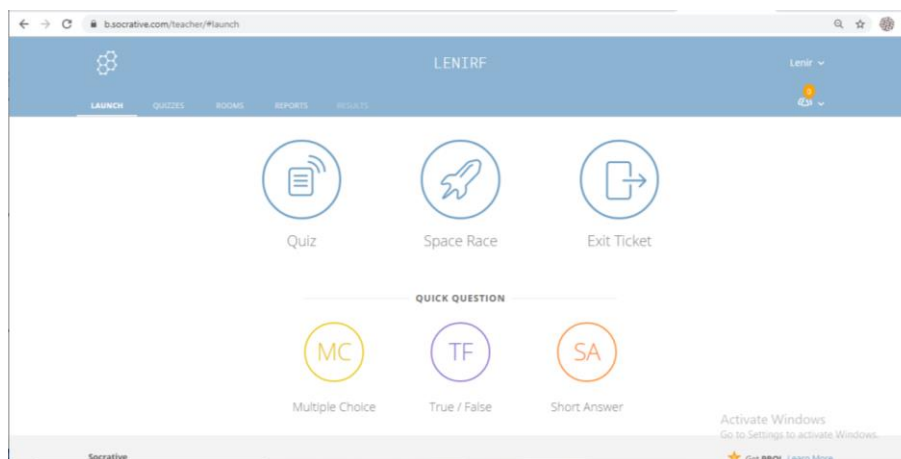 b.socrative.com/teacher/#launch
LENIRF
Lenir
LAUNCH QUIZZES ROOMS REPORTS RESULTS
0
Quiz Space Race Exit Ticket
QUICK QUESTION
MC TF SA
Multiple Choice True / False Short Answer
Activate Windows
Go to Settings to activate Windows.
Socrative Get PRO! Learn More